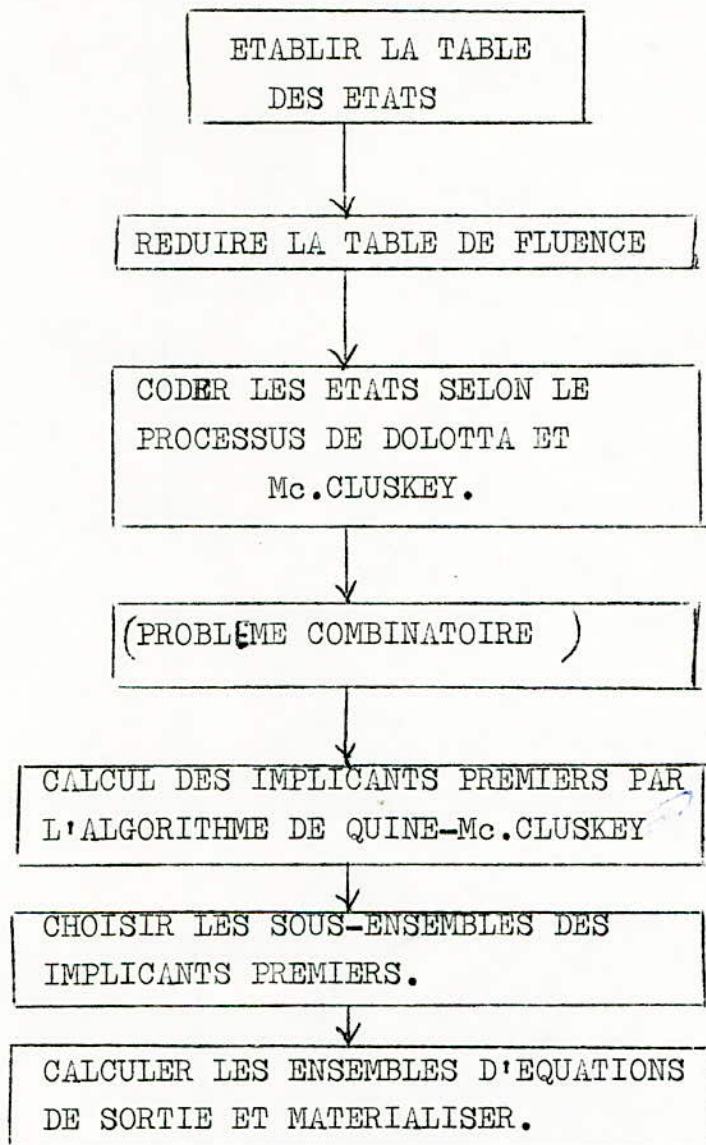 ETABLIR LA TABLE
DES ETATS
REDUIRE LA TABLE DE FLUENCE
CODER LES ETATS SELON LE
PROCESSUS DE DOLOTTA ET
Mc.CLUSKEY.
(PROBLEME COMBINATOIRE )
CALCUL DES IMPLICANTS PREMIERS PAR
L'ALGORITHME DE QUINE-Mc.CLUSKEY
CHOISIR LES SOUS-ENSEMBLES DES
IMPLICANTS PREMIERS.
CALCULER LES ENSEMBLES D'EQUATIONS
DE SORTIE ET MATERIALISER.